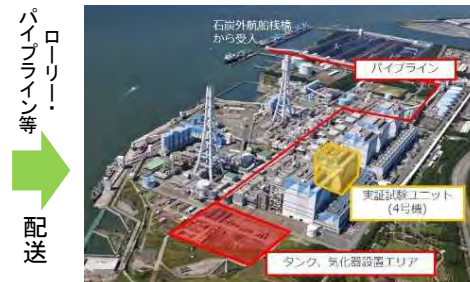 ローリー・
パイプライン等
配送
石炭外航船桟橋
から受入
パイプライン
実証試験ユニット
(4号機)
タンク、気化器設置エリア